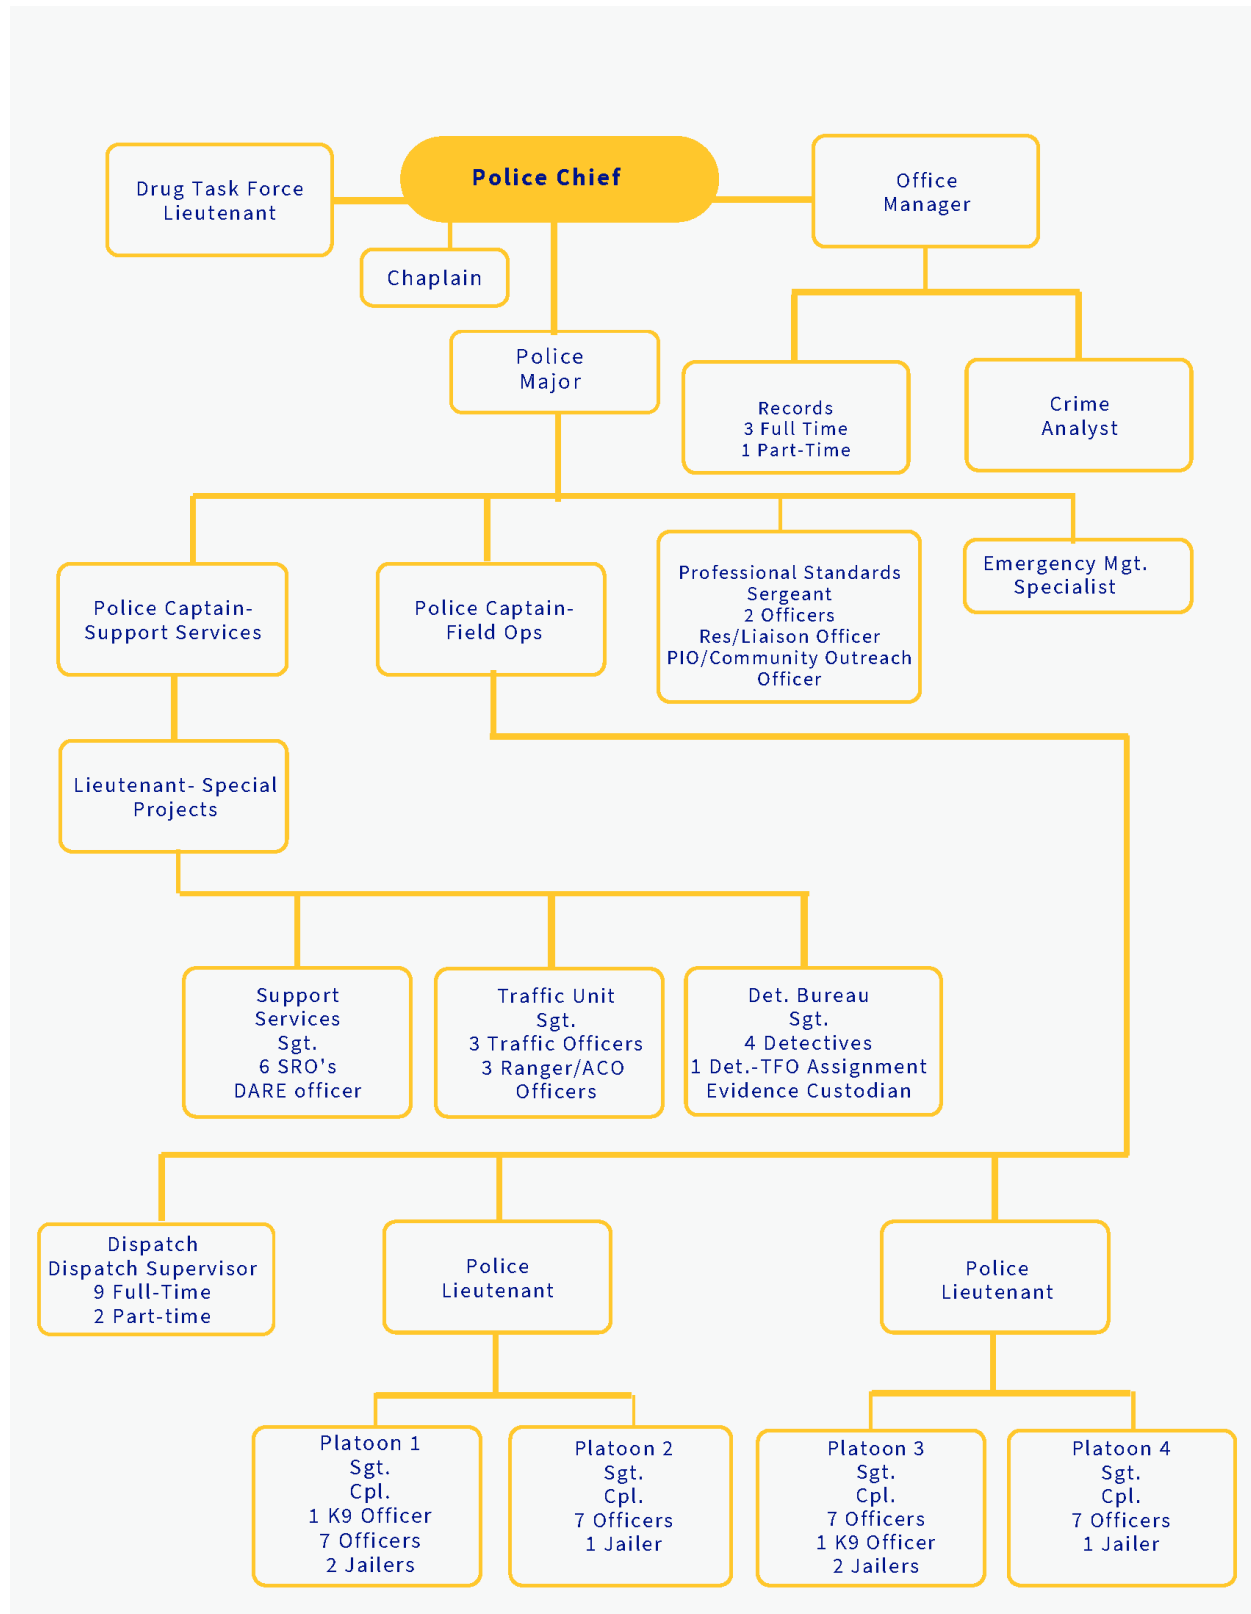 Police Chief
Drug Task Force
Lieutenant
Office
Manager
Chaplain
Police
Major
Records
3 Full Time
1 Part-Time
Crime
Analyst
Police Captain-
Support Services
Police Captain-
Field Ops
Professional Standards
Sergeant
2 Officers
Res/Liaison Officer
PIO/Community Outreach
Officer
Emergency Mgt.
Specialist
Lieutenant- Special
Projects
Support
Services
Sgt.
6 SRO's
DARE officer
Traffic Unit
Sgt.
3 Traffic Officers
3 Ranger/ACO
Officers
Det. Bureau
Sgt.
4 Detectives
1 Det.-TFO Assignment
Evidence Custodian
Dispatch
Dispatch Supervisor
9 Full-Time
2 Part-time
Police
Lieutenant
Police
Lieutenant
Platoon 1
Sgt.
Cpl.
1 K9 Officer
7 Officers
2 Jailers
Platoon 2
Sgt.
Cpl.
7 Officers
1 Jailer
Platoon 3
Sgt.
Cpl.
7 Officers
1 K9 Officer
2 Jailers
Platoon 4
Sgt.
Cpl.
7 Officers
1 Jailer